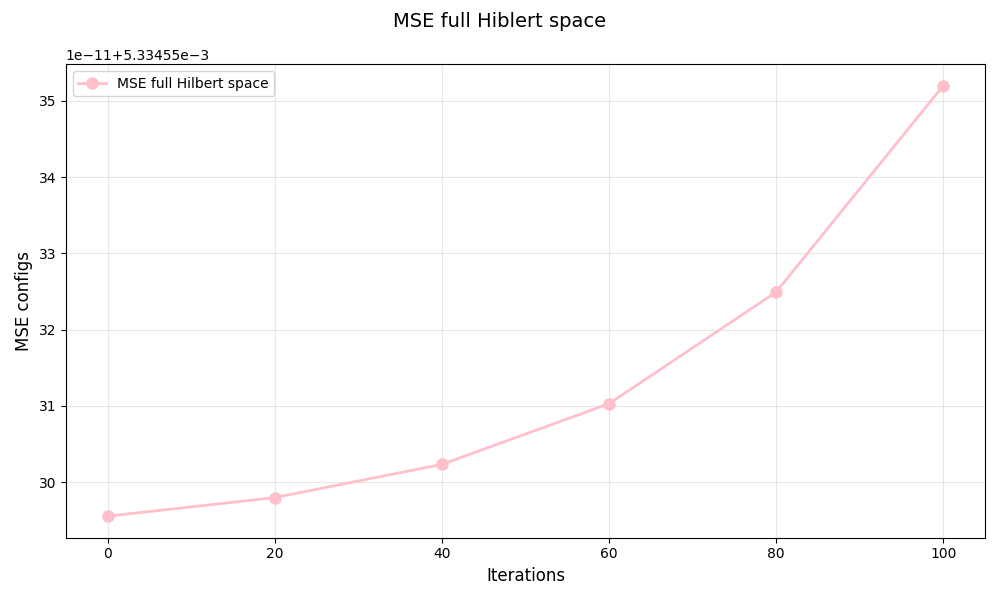 MSE full Hiblert space
1e−11+5.33455e−3
MSE full Hilbert space
35
34
33
32
31
30
MSE configs
0 20 40 60 80 100
Iterations